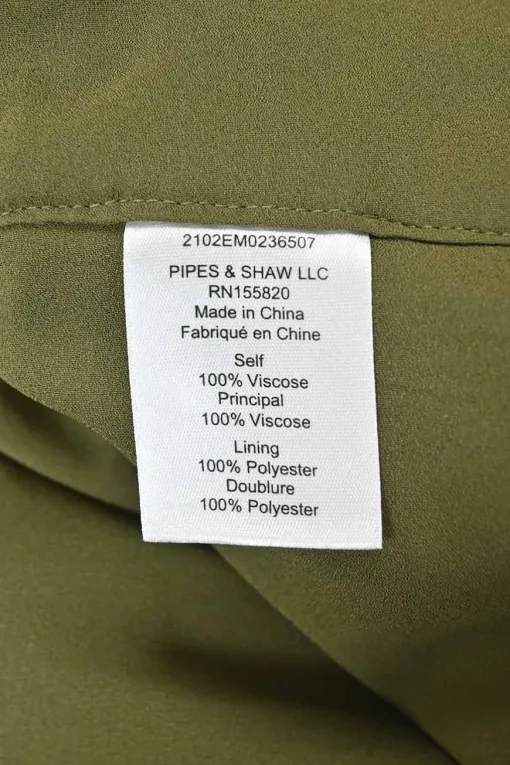 2102EM0236507
PIPES & SHAW LLC
RN155820
Made in China
Fabriqué en Chine
Self
100% Viscose
Principal
100% Viscose
Lining
100% Polyester
Doublure
100% Polyester